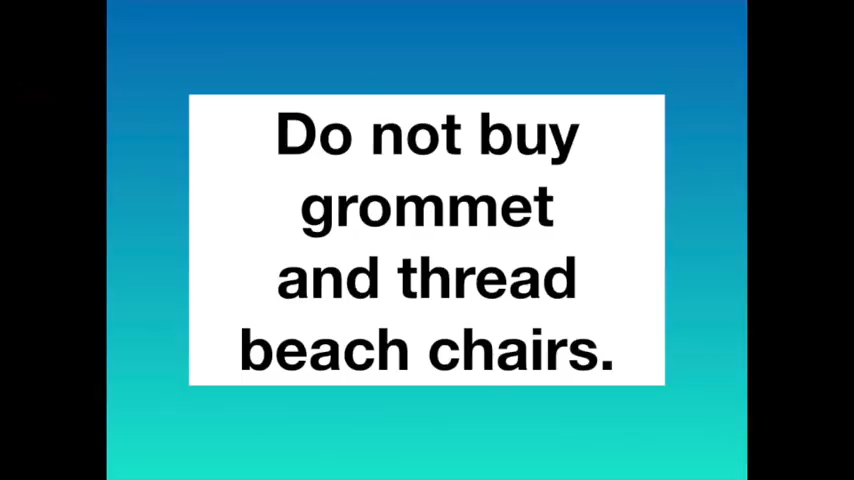 Do not buy
grommet
and thread
beach chairs.